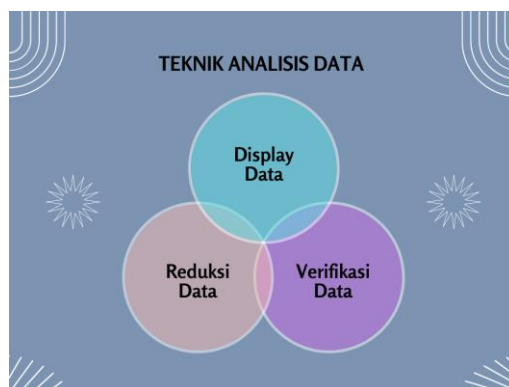 TEKNIK ANALISIS DATA
Display
Data
Reduksi
Data
Verifikasi
Data